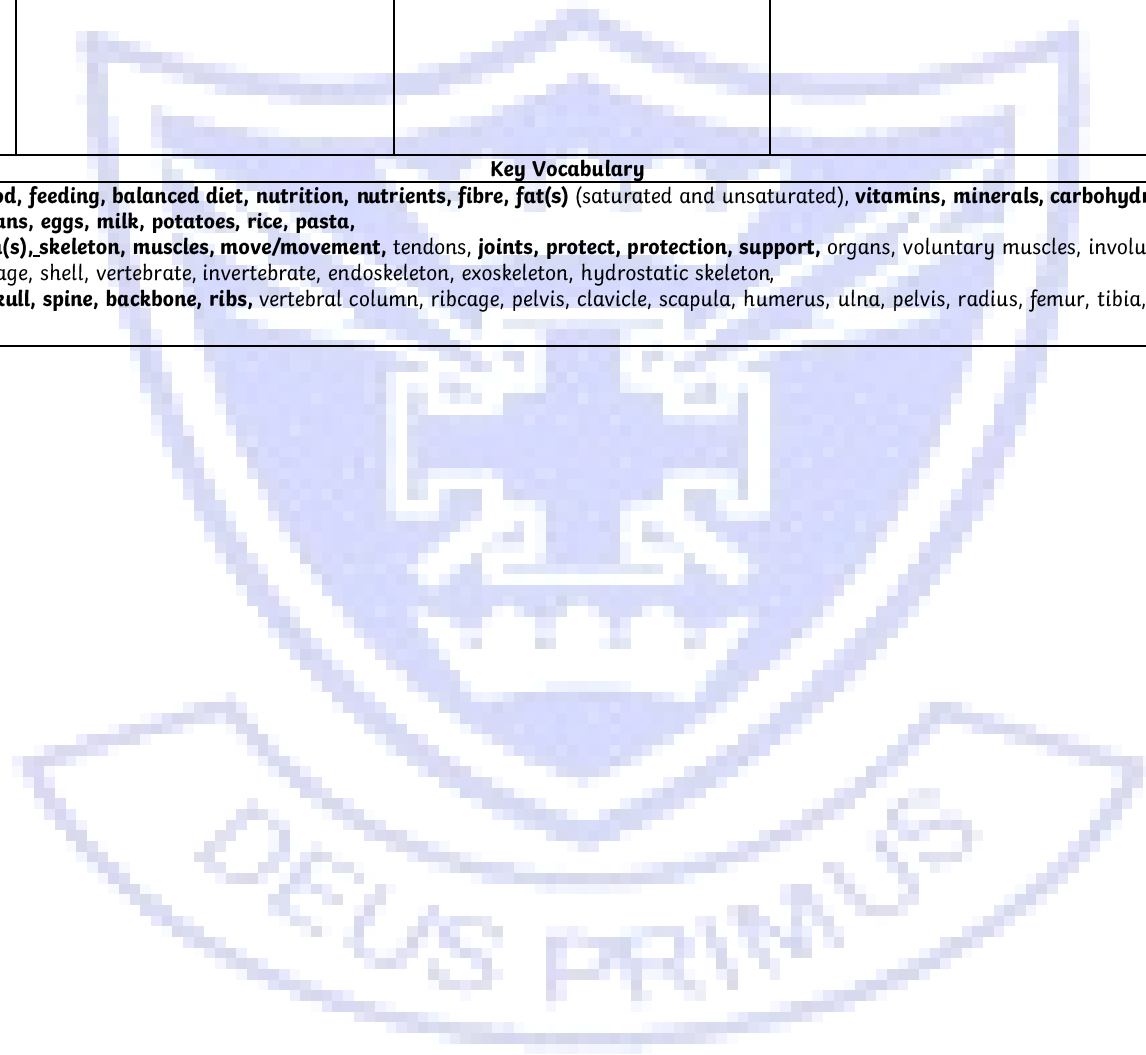 Key Vocabulary
od, feeding, balanced diet, nutrition, nutrients, fibre, fat(s) (saturated and unsaturated), vitamins, minerals, carbohydr
ans, eggs, milk, potatoes, rice, pasta,
(s), skeleton, muscles, move/movement, tendons, joints, protect, protection, support, organs, voluntary muscles, involu
age, shell, vertebrate, invertebrate, endoskeleton, exoskeleton, hydrostatic skeleton,
kull, spine, backbone, ribs, vertebral column, ribcage, pelvis, clavicle, scapula, humerus, ulna, pelvis, radius, femur, tibia,
DEUS PRIMUS